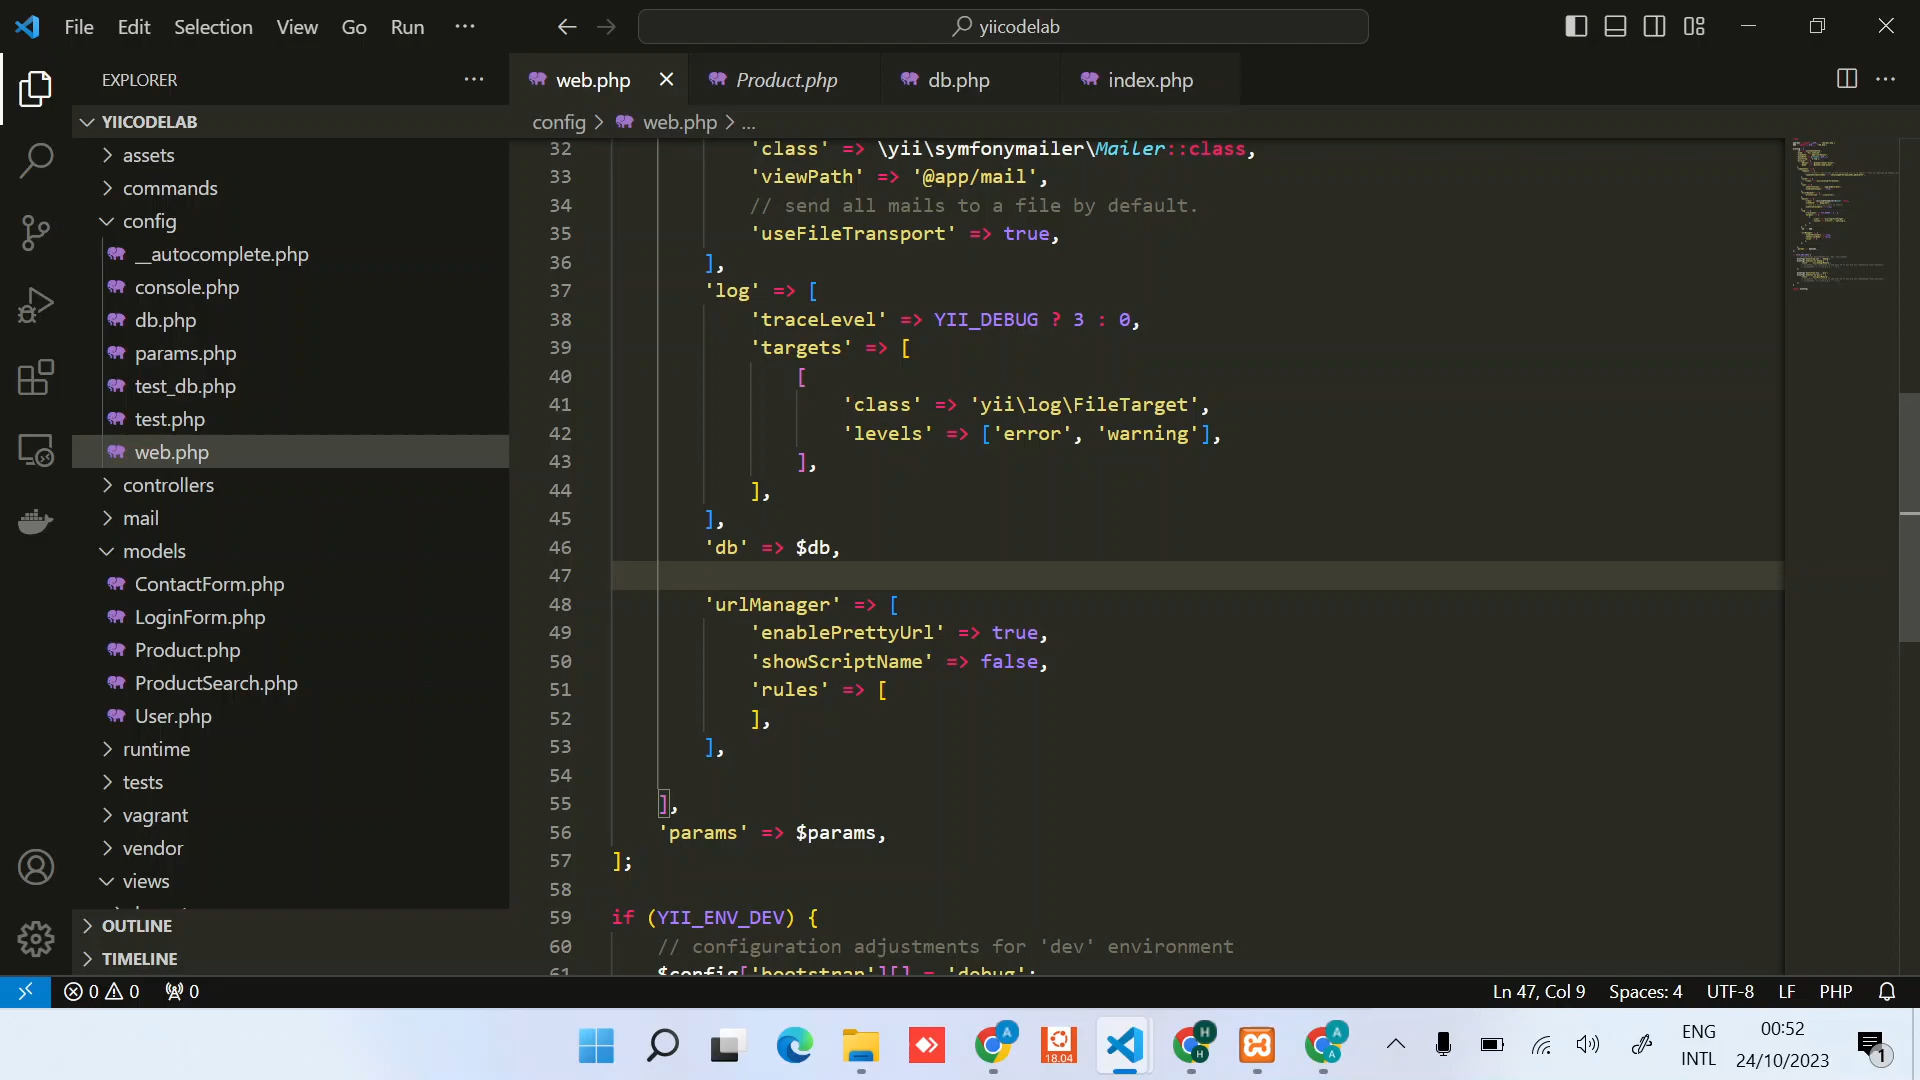 File Edit Selection View Go Run ···
yiicodelab
EXPLORER
web.php
Product.php
db.php
index.php
YIICODELAB
config > web.php > ...
assets
commands
config
__autocomplete.php
console.php
db.php
params.php
test_db.php
test.php
web.php
controllers
mail
models
ContactForm.php
LoginForm.php
Product.php
ProductSearch.php
User.php
runtime
tests
vagrant
vendor
views
OUTLINE
TIMELINE
32 'class' => \yii\symfonymailer\Mailer::class,
33 'viewPath' => '@app/mail',
34 // send all mails to a file by default.
35 'useFileTransport' => true,
36 ],
37 'log' => [
38 'traceLevel' => YII_DEBUG ? 3 : 0,
39 'targets' => [
40 [
41 'class' => 'yii\log\FileTarget',
42 'levels' => ['error', 'warning'],
43 ],
44 ],
45 ],
46 'db' => $db,
47
48 'urlManager' => [
49 'enablePrettyUrl' => true,
50 'showScriptName' => false,
51 'rules' => [
52 ],
53 ],
54
55 ],
56 'params' => $params,
57 ];
58
59 if (YII_ENV_DEV) {
60 // configuration adjustments for 'dev' environment
61 $config['bootstrap'][] = 'debug';
0 0 0
Ln 47, Col 9 Spaces: 4 UTF-8 LF PHP
A
18.04
H
H
A
A
ENG
INTL
00:52
24/10/2023
1